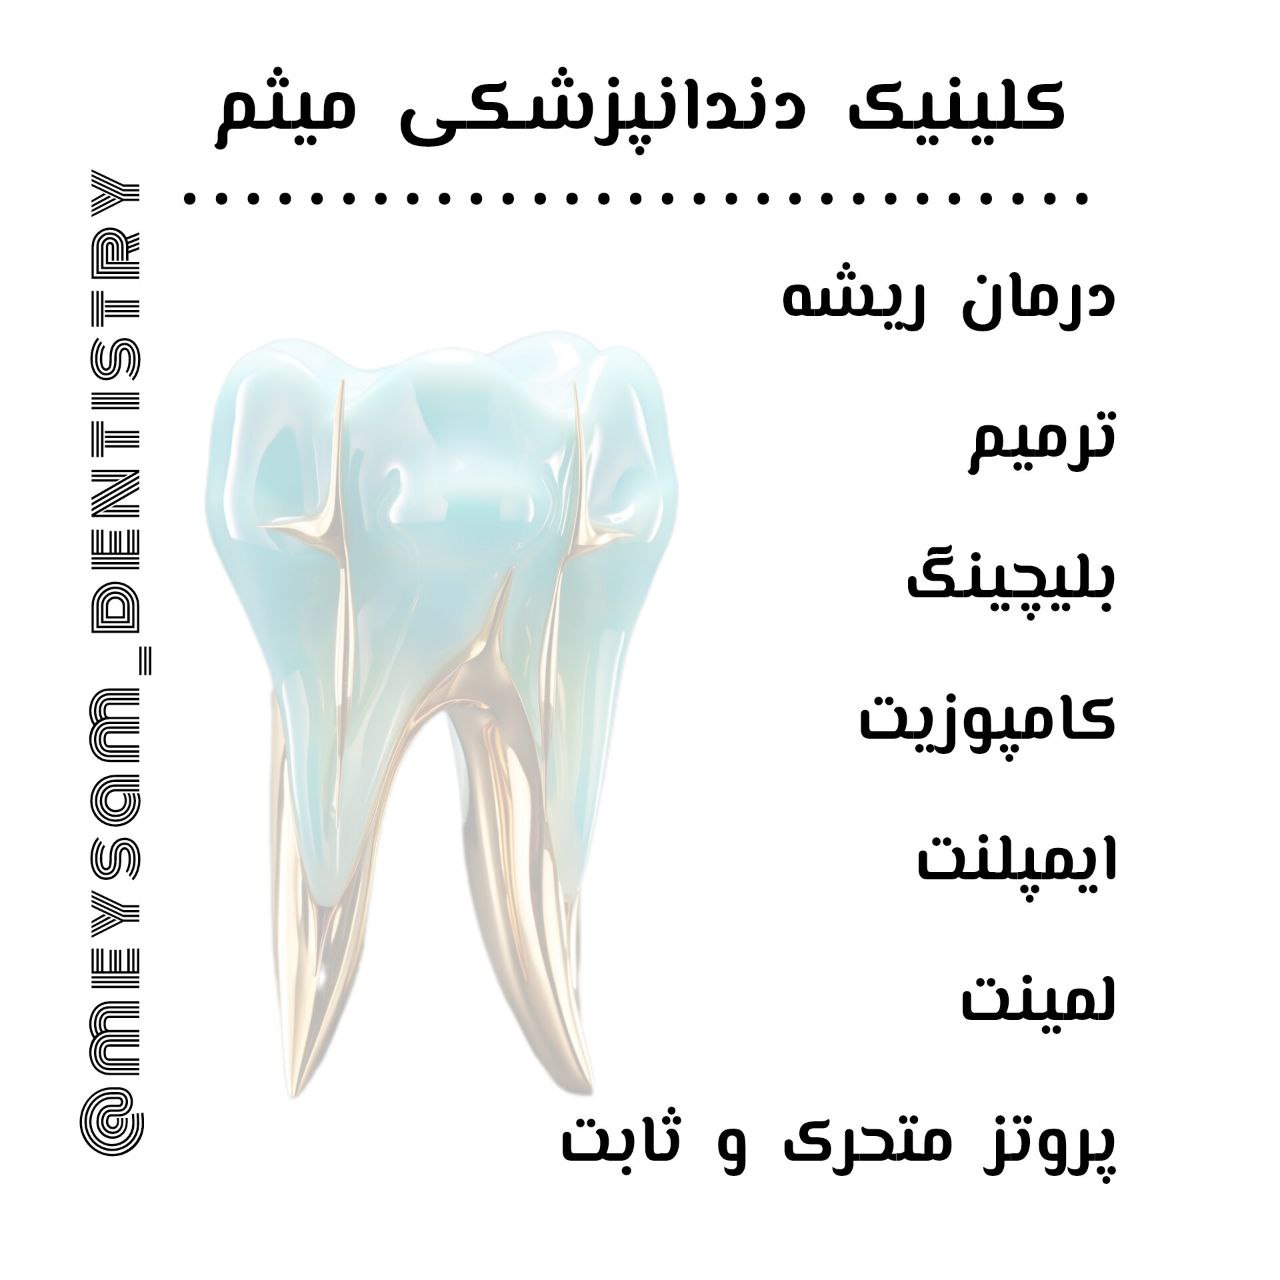 کلینیک دندانپزشکی میثم
درمان ریشه
ترمیم
بلیچینگ
کامپوزیت
ایمپلنت
لمینت
پروتز متحرک و ثابت
@MEYSAM_DENTISTRY